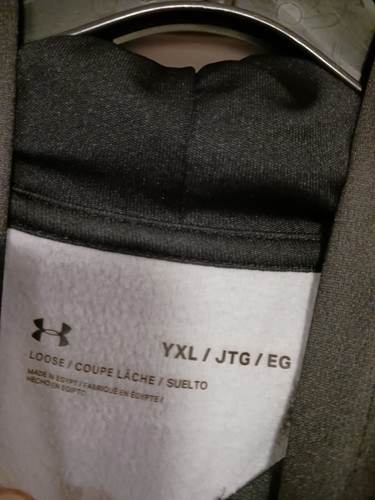 YXL / JTG / EG
LOOSE / COUPE LÂCHE / SUELTO
MADE IN EGYPT / FABRIQUÉ EN ÉGYPTE /
HECHO EN EGIPTO